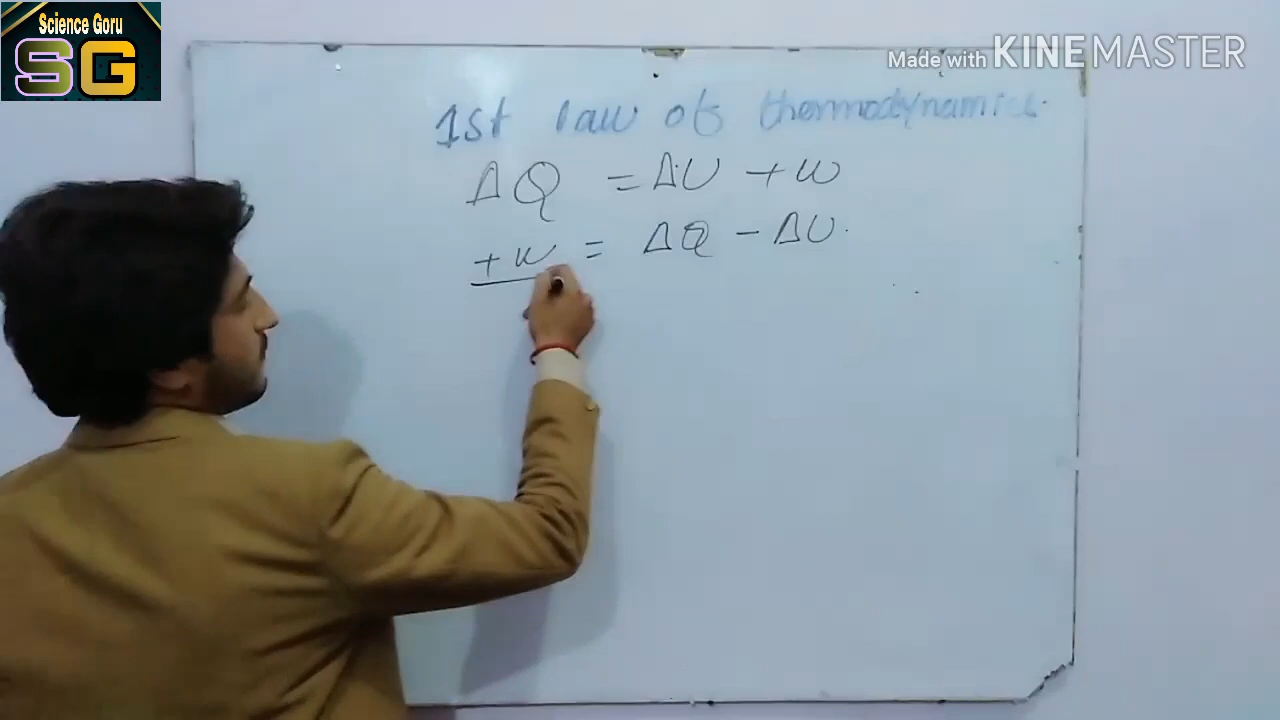 Science Goru
SG
Made with KINEMASTER
1st law of thermodynamics.
ΔQ = ΔU + W
+ W = ΔQ - ΔU.